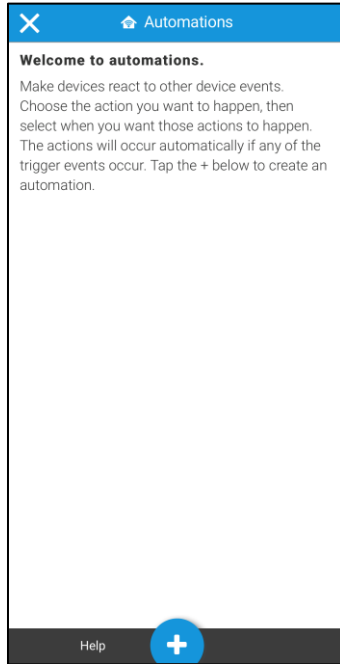 Automations
Welcome to automations.
Make devices react to other device events.
Choose the action you want to happen, then
select when you want those actions to happen.
The actions will occur automatically if any of the
trigger events occur. Tap the + below to create an
automation.
Help